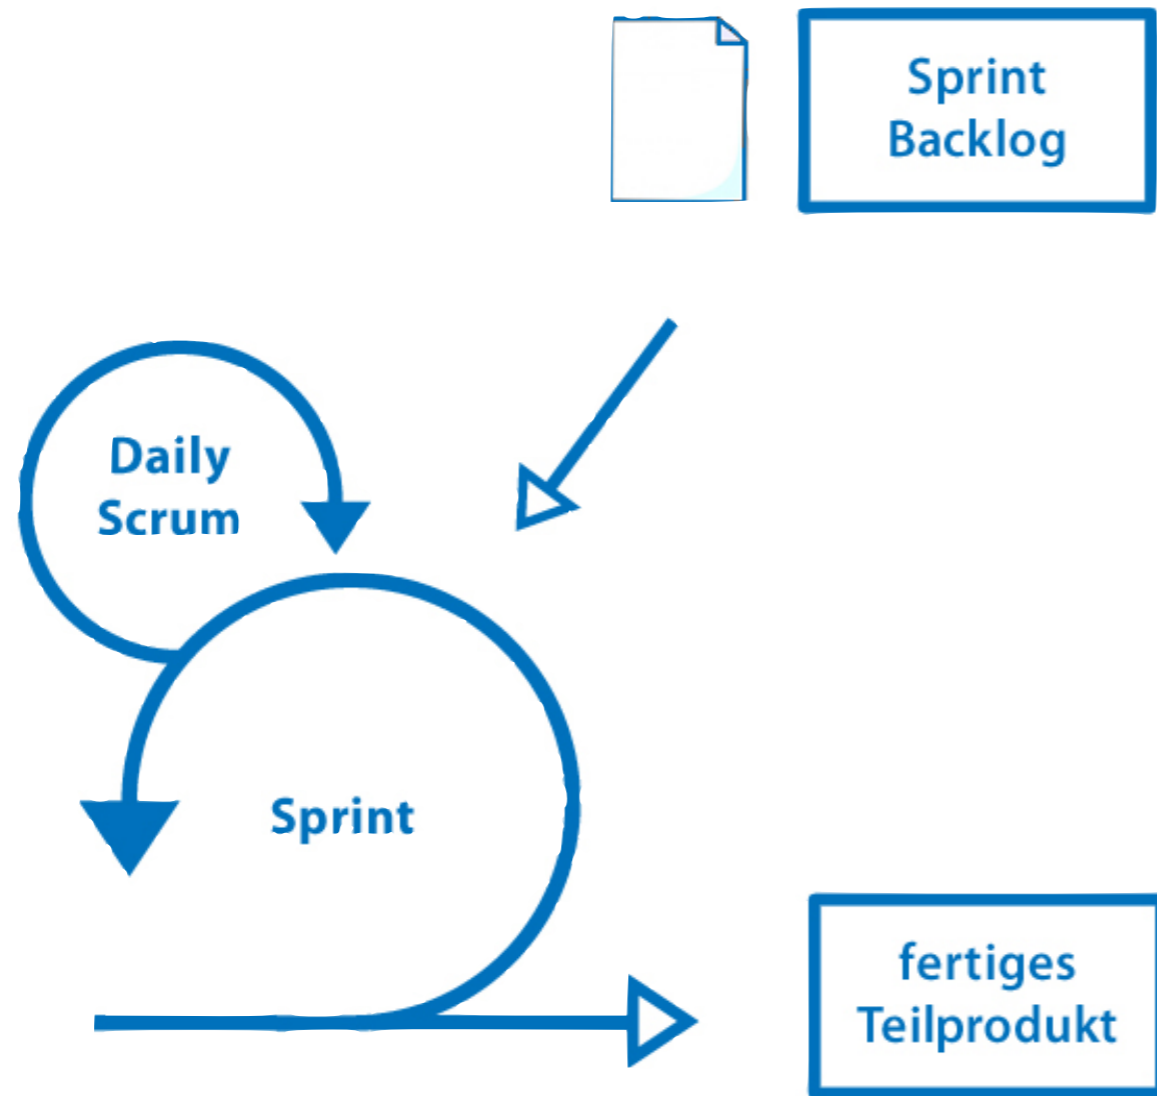 Sprint
Backlog
Daily
Scrum
Sprint
fertiges
Teilprodukt